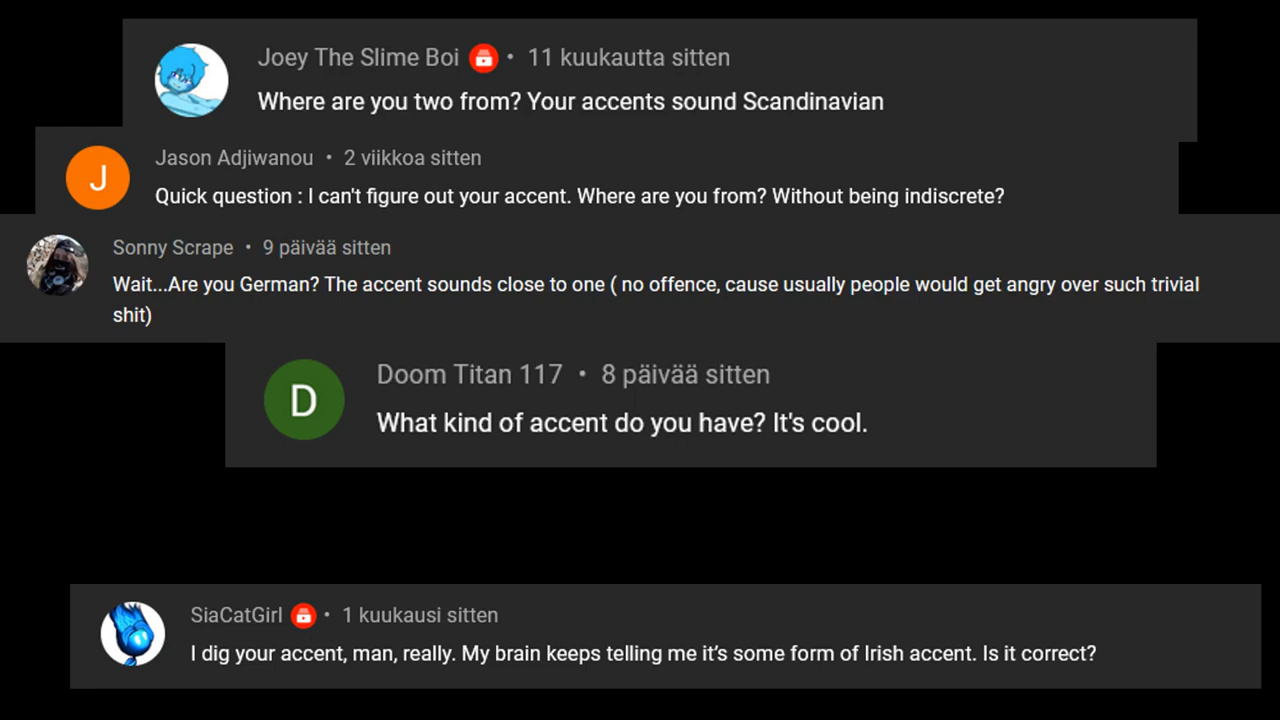 Joey The Slime Boi • 11 kuukautta sitten
Where are you two from? Your accents sound Scandinavian
J
Jason Adjiwanou • 2 viikkoa sitten
Quick question : I can't figure out your accent. Where are you from? Without being indiscrete?
Sonny Scrape • 9 päivää sitten
Wait...Are you German? The accent sounds close to one ( no offence, cause usually people would get angry over such trivial
shit)
D
Doom Titan 117 • 8 päivää sitten
What kind of accent do you have? It's cool.
SiaCatGirl • 1 kuukausi sitten
I dig your accent, man, really. My brain keeps telling me it’s some form of Irish accent. Is it correct?